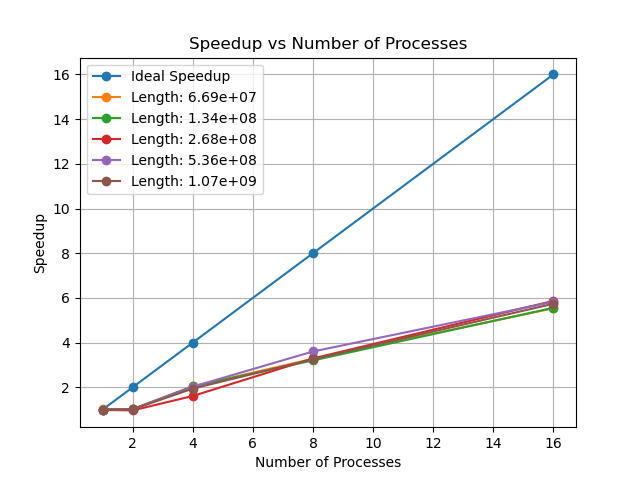 Speedup vs Number of Processes
Ideal Speedup
Length: 6.69e+07
Length: 1.34e+08
Length: 2.68e+08
Length: 5.36e+08
Length: 1.07e+09
Speedup
16
14
12
10
8
6
4
2
2 4 6 8 10 12 14 16
Number of Processes